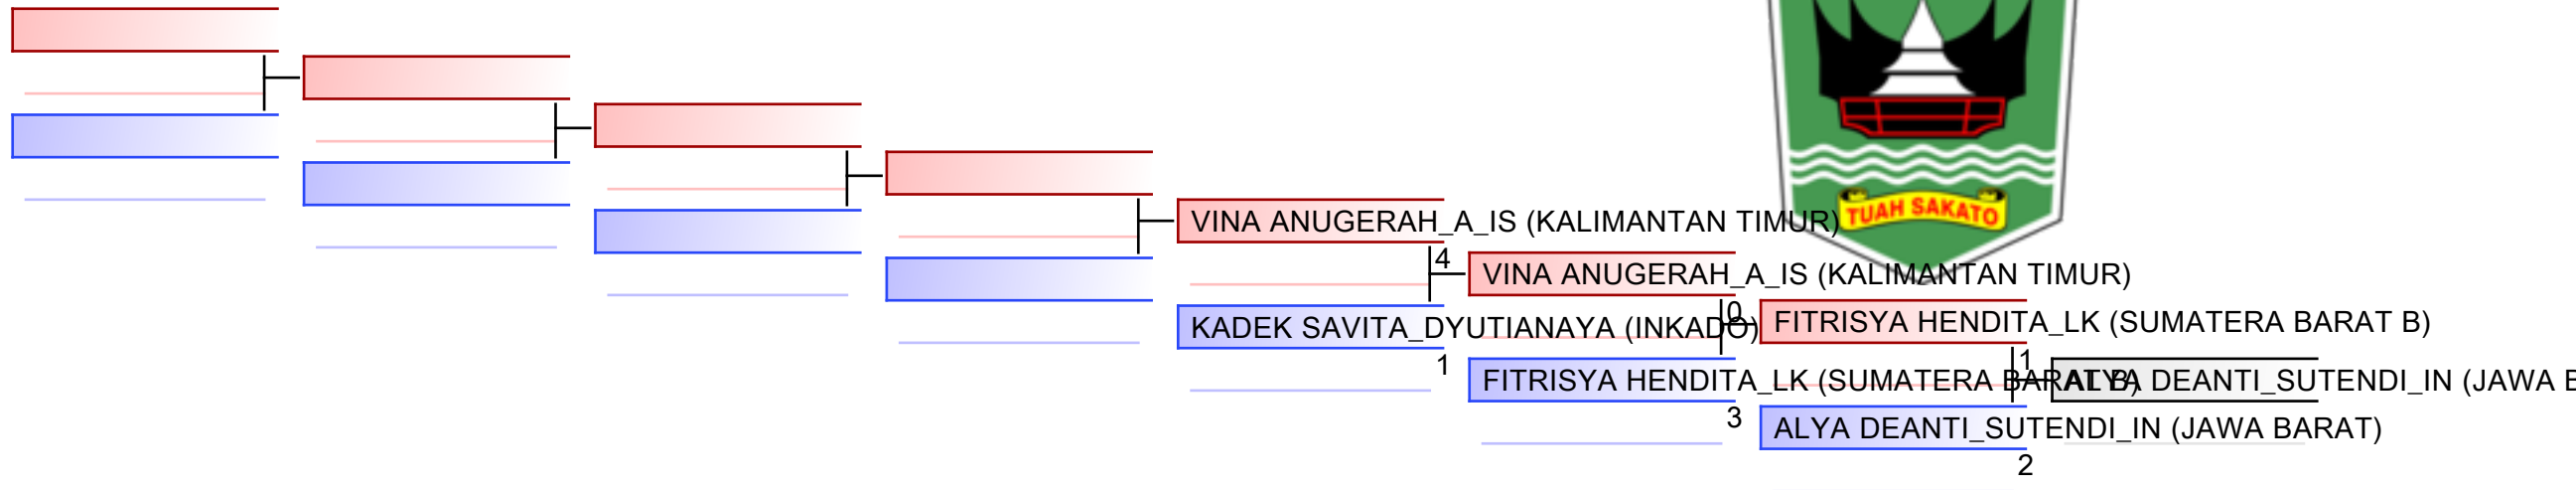 VINA ANUGERAH_A_IS (KALIMANTAN TIMUR)
TUAH SAKATO
4
VINA ANUGERAH_A_IS (KALIMANTAN TIMUR)
KADEK SAVITA_DYUTIANAYA (INKADO)
0
FITRISYA HENDITA_LK (SUMATERA BARAT B)
1
1
FITRISYA HENDITA_LK (SUMATERA BARAT B)
ALYA DEANTI_SUTENDI_IN (JAWA B
3
ALYA DEANTI_SUTENDI_IN (JAWA BARAT)
2